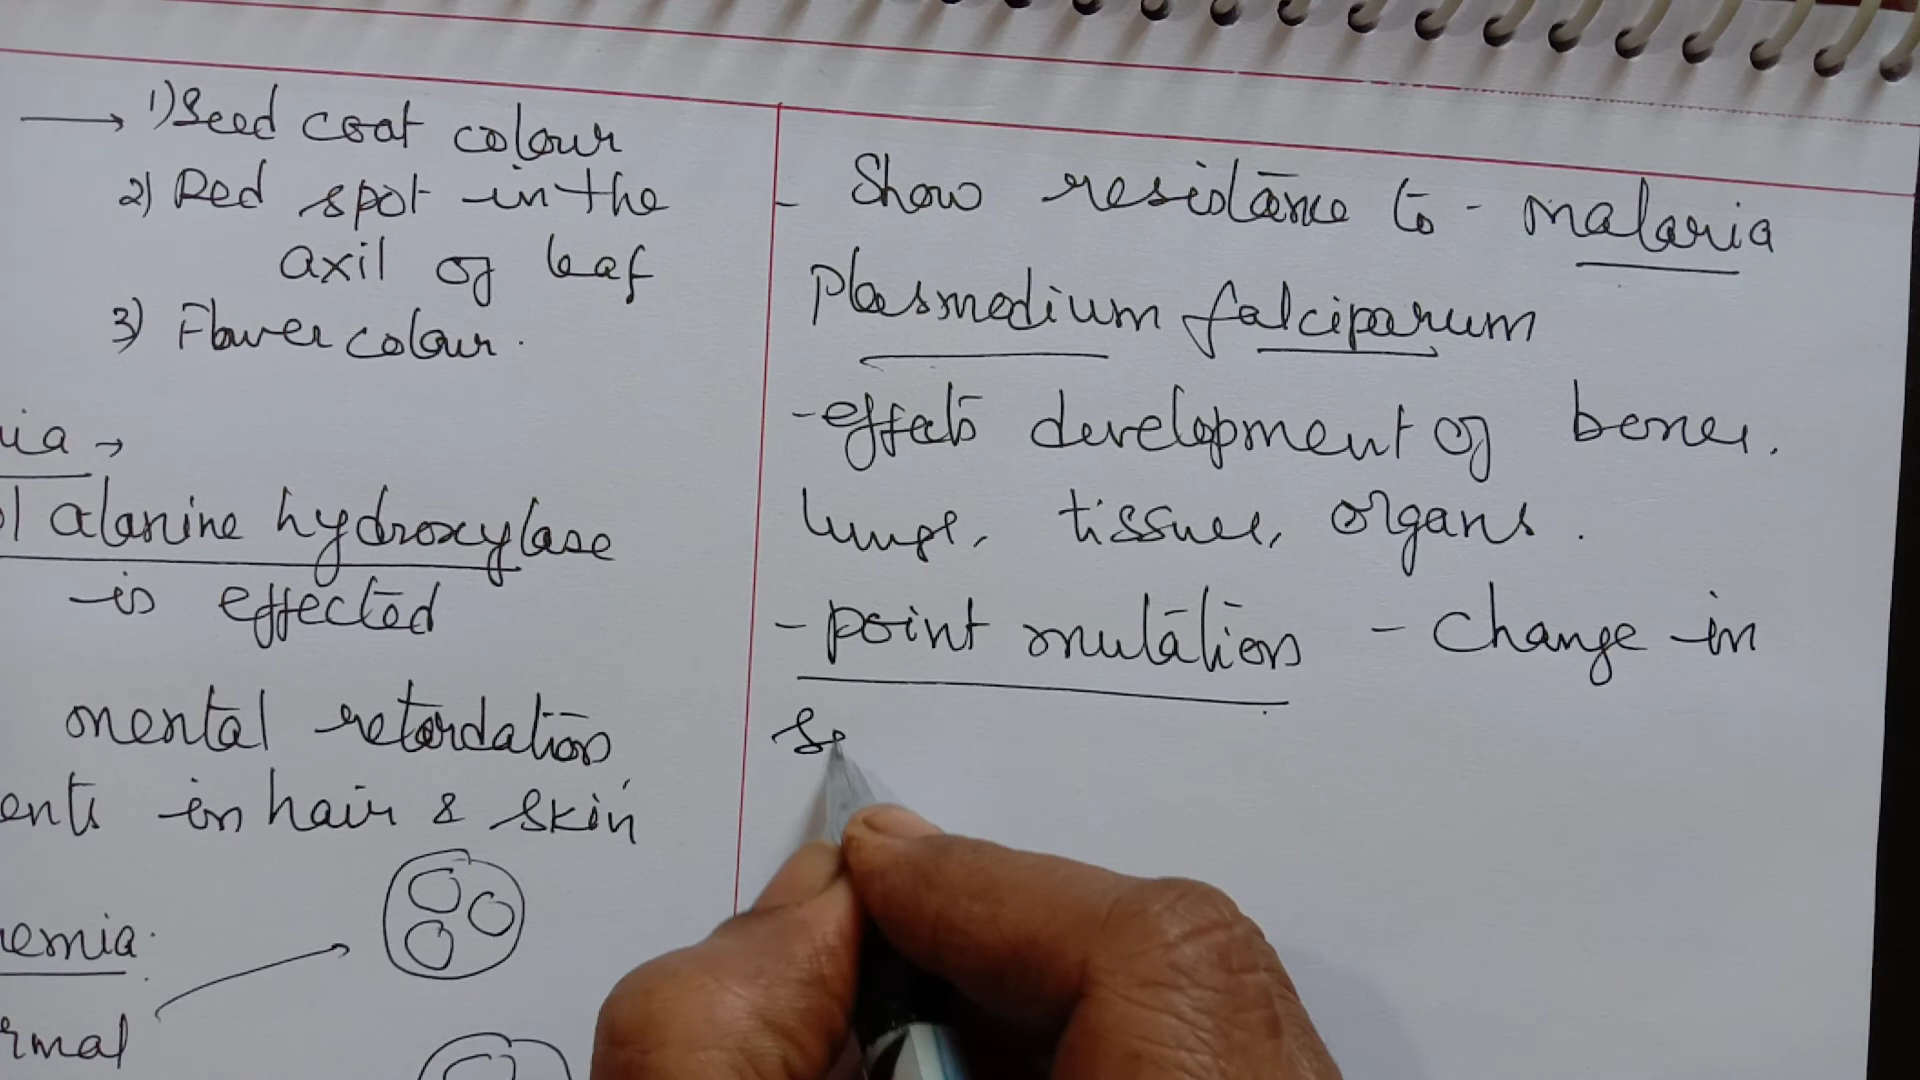 → 1) Seed coat colour
2) Red spot in the
axil of leaf
3) Flower colour.
ia →
alanine hydroxylase
is effected
mental retardation,
ents in hair & skin
emia:
rmal
- Show resistance to - malaria
Plasmodium falciparum
- effects development of bones.
lungs, tissues, organs.
- point mutation - change in